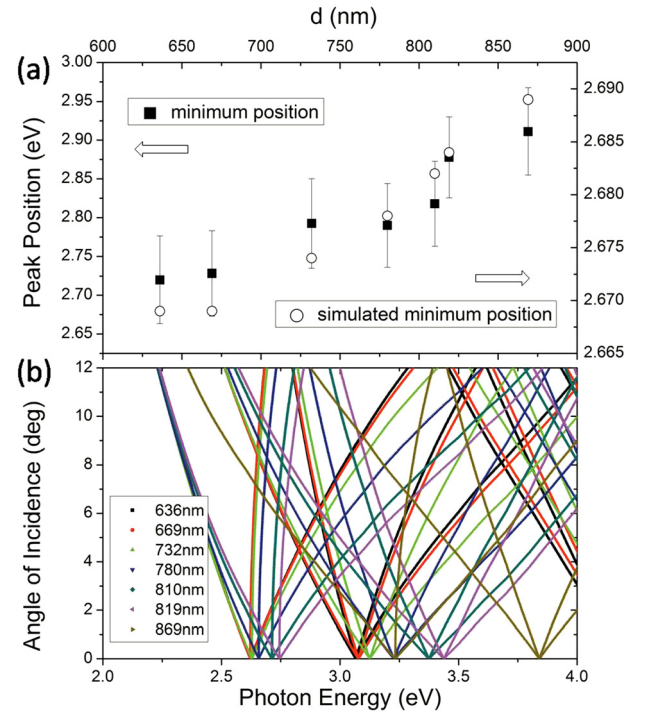 d (nm)
600 650 700 750 800 850 900
(a)
3.00
2.95
2.90
2.85
2.80
2.75
2.70
2.65
Peak Position (eV)
minimum position
simulated minimum position
2.690
2.685
2.680
2.675
2.670
2.665
(b)
12
10
8
6
4
2
0
Angle of Incidence (deg)
636nm
669nm
732nm
780nm
810nm
819nm
869nm
2.0 2.5 3.0 3.5 4.0
Photon Energy (eV)